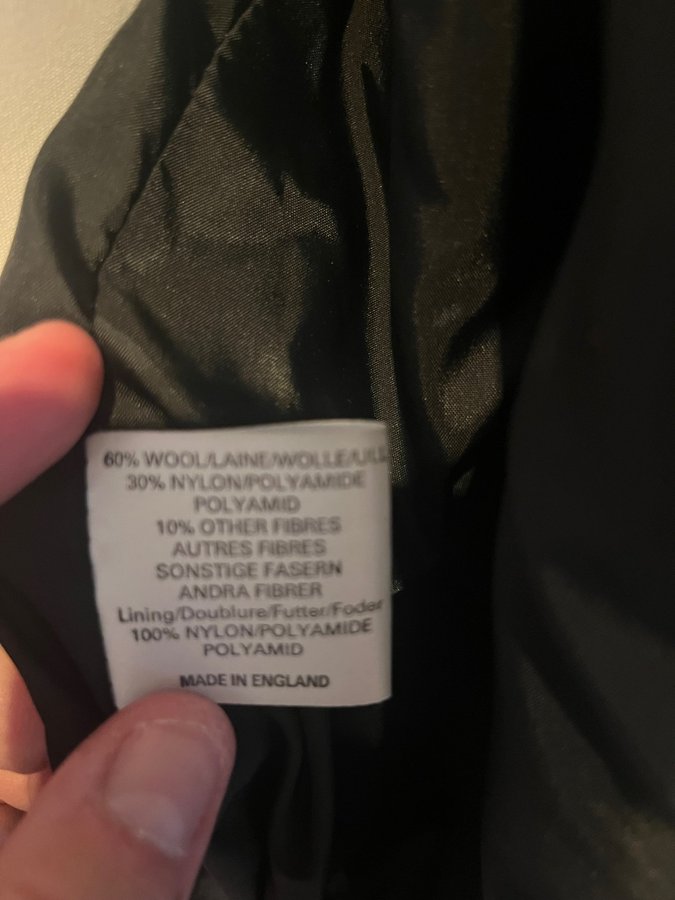 60% WOOL/LAINE/WOLLE/ULL
30% NYLON/POLYAMIDE
POLYAMID
10% OTHER FIBRES
AUTRES FIBRES
SONSTIGE FASERN
ANDRA FIBRER
Lining/Doublure/Futter/Foder
100% NYLON/POLYAMIDE
POLYAMID
MADE IN ENGLAND